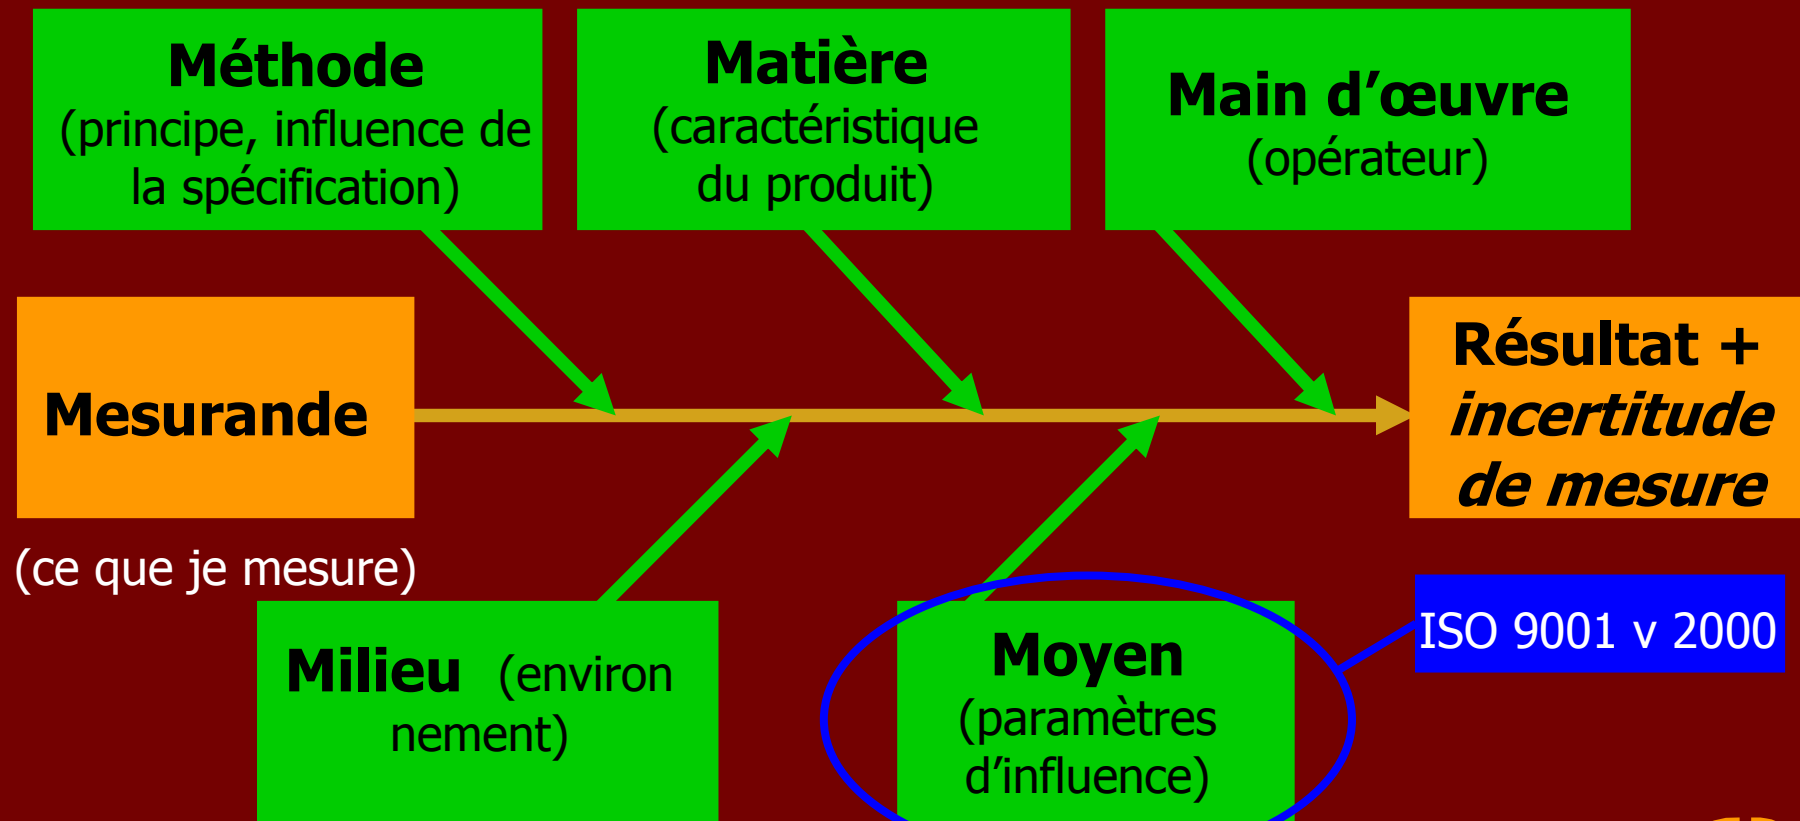 Méthode
(principe, influence de
la spécification)
Matière
(caractéristique
du produit)
Main d’œuvre
(opérateur)
Mesurande
(ce que je mesure)
Résultat +
incertitude
de mesure
Milieu (environ
nement)
Moyen
(paramètres
d’influence)
ISO 9001 v 2000